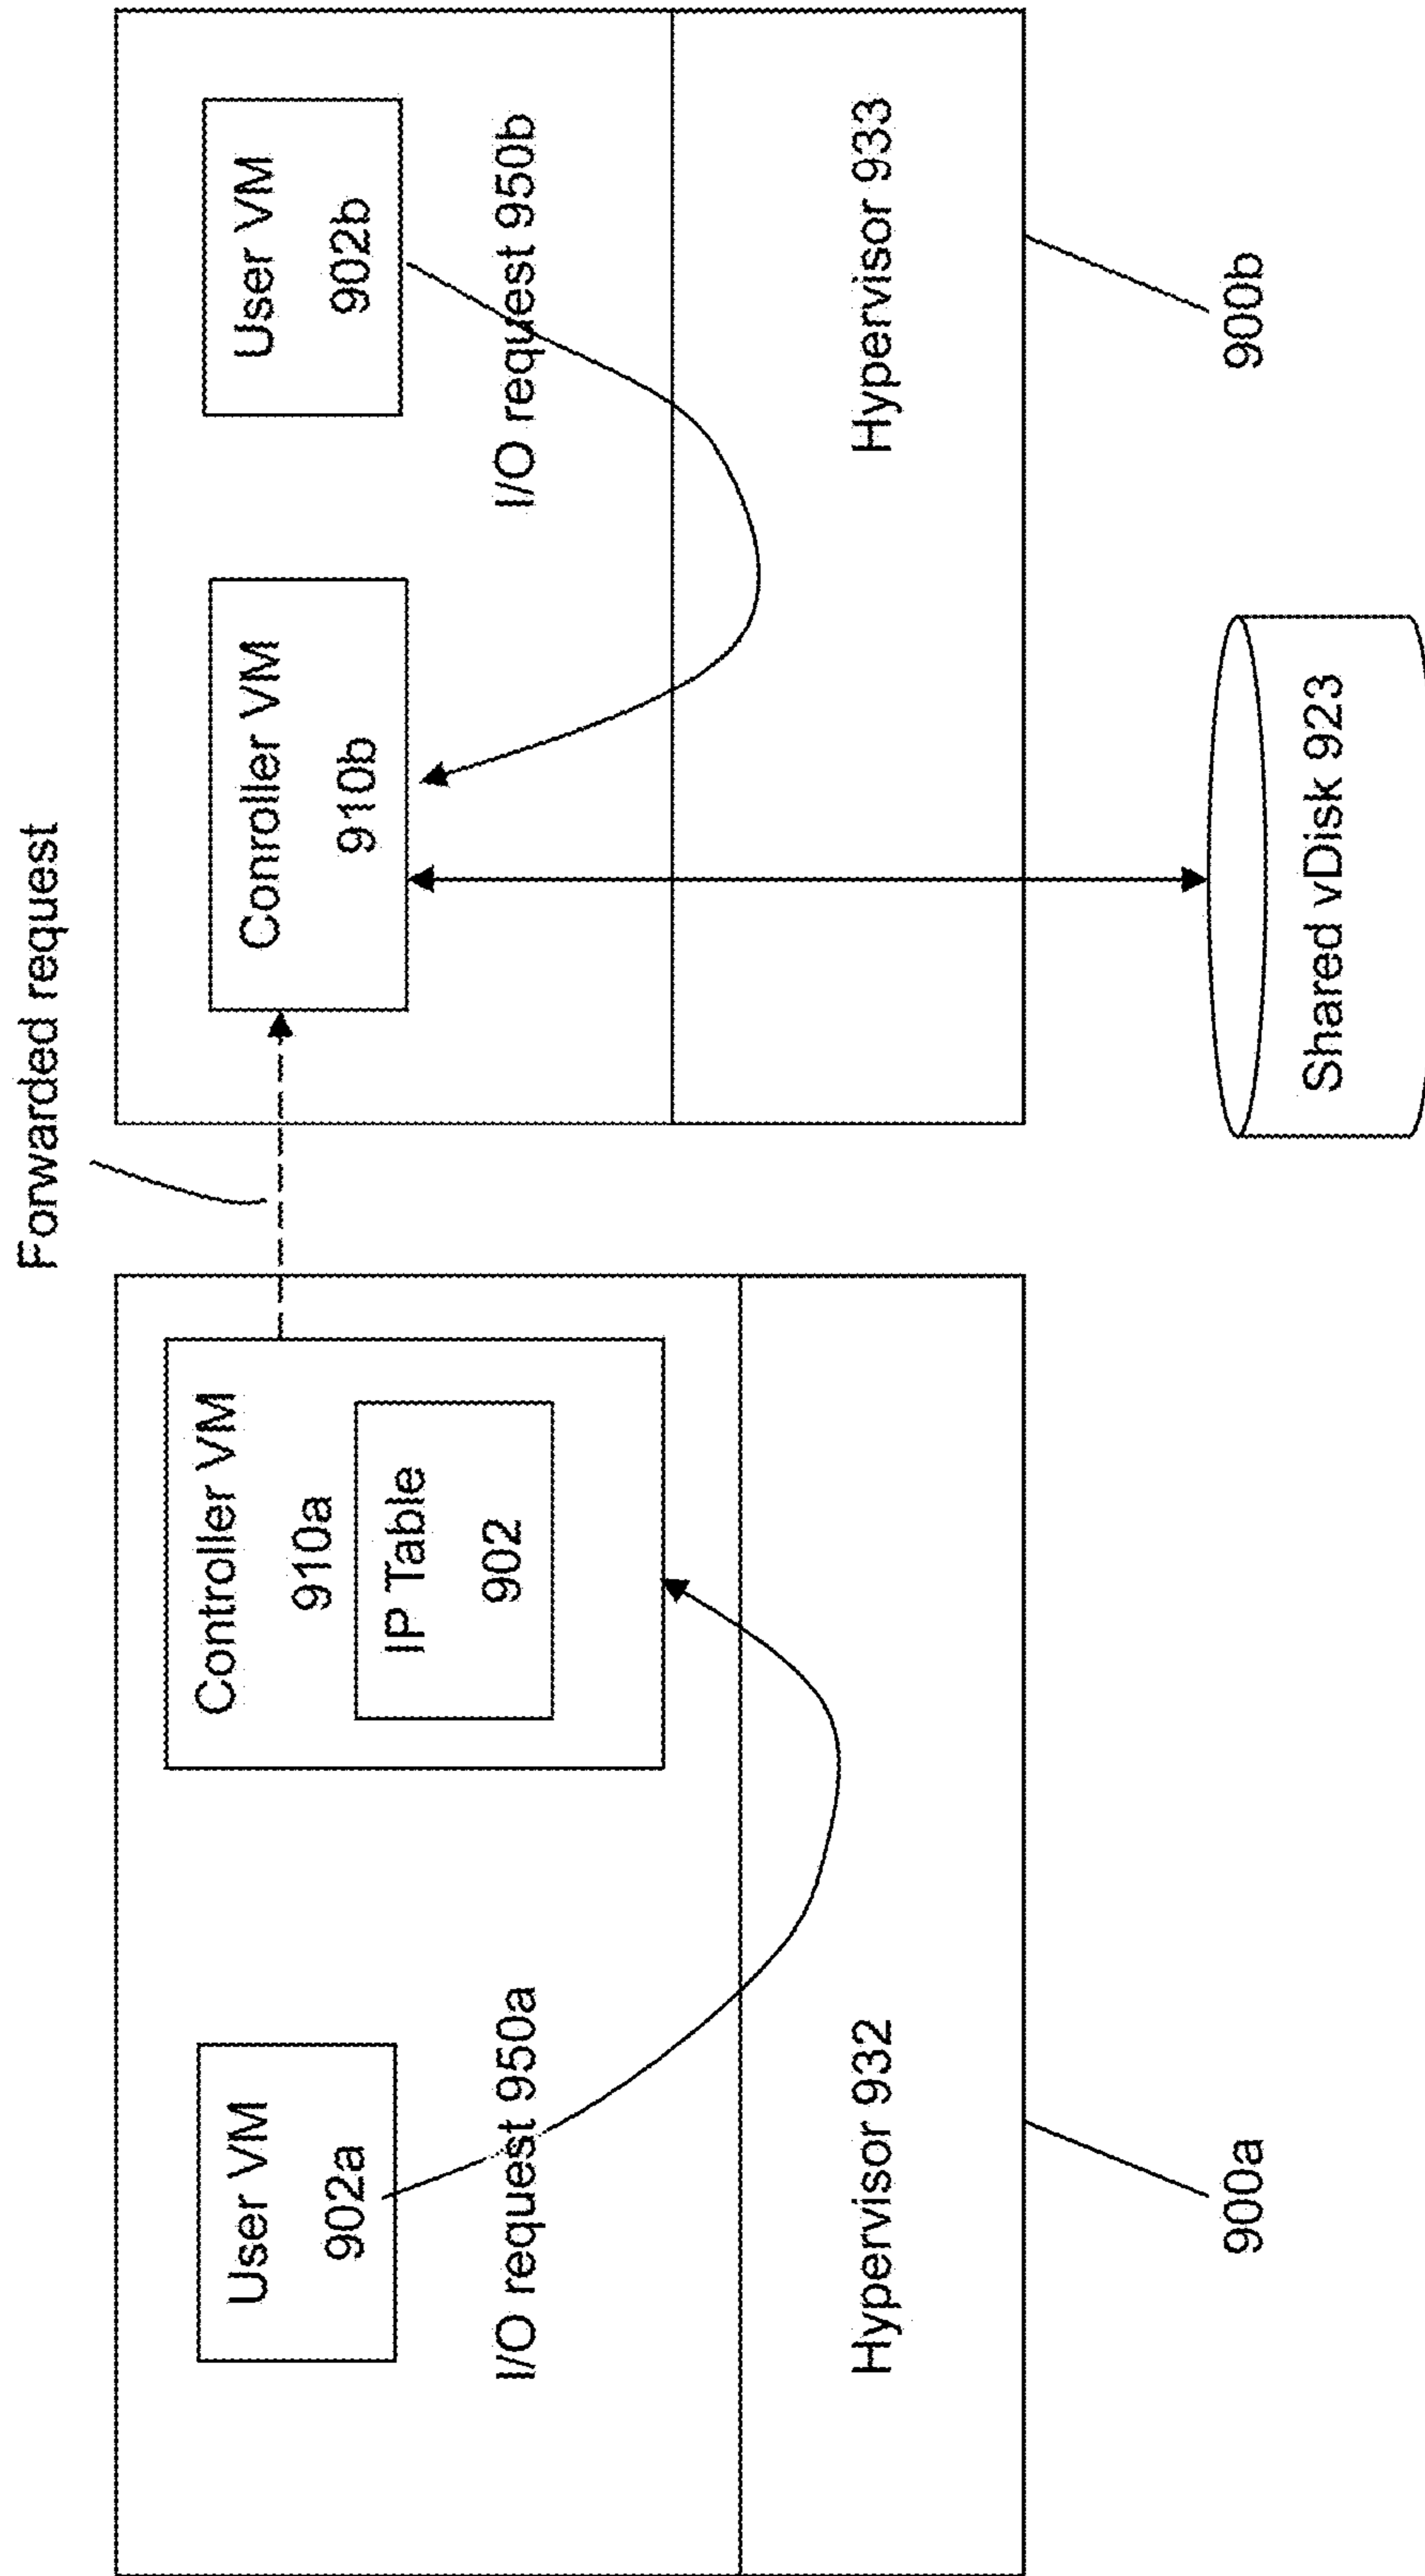 Forwarded request
User VM
902a
I/O request 950a
Hypervisor 932
900a
Controller VM
910a
IP Table
902
Conroller VM
910b
User VM
902b
I/O request 950b
Hypervisor 933
900b
Shared vDisk 923